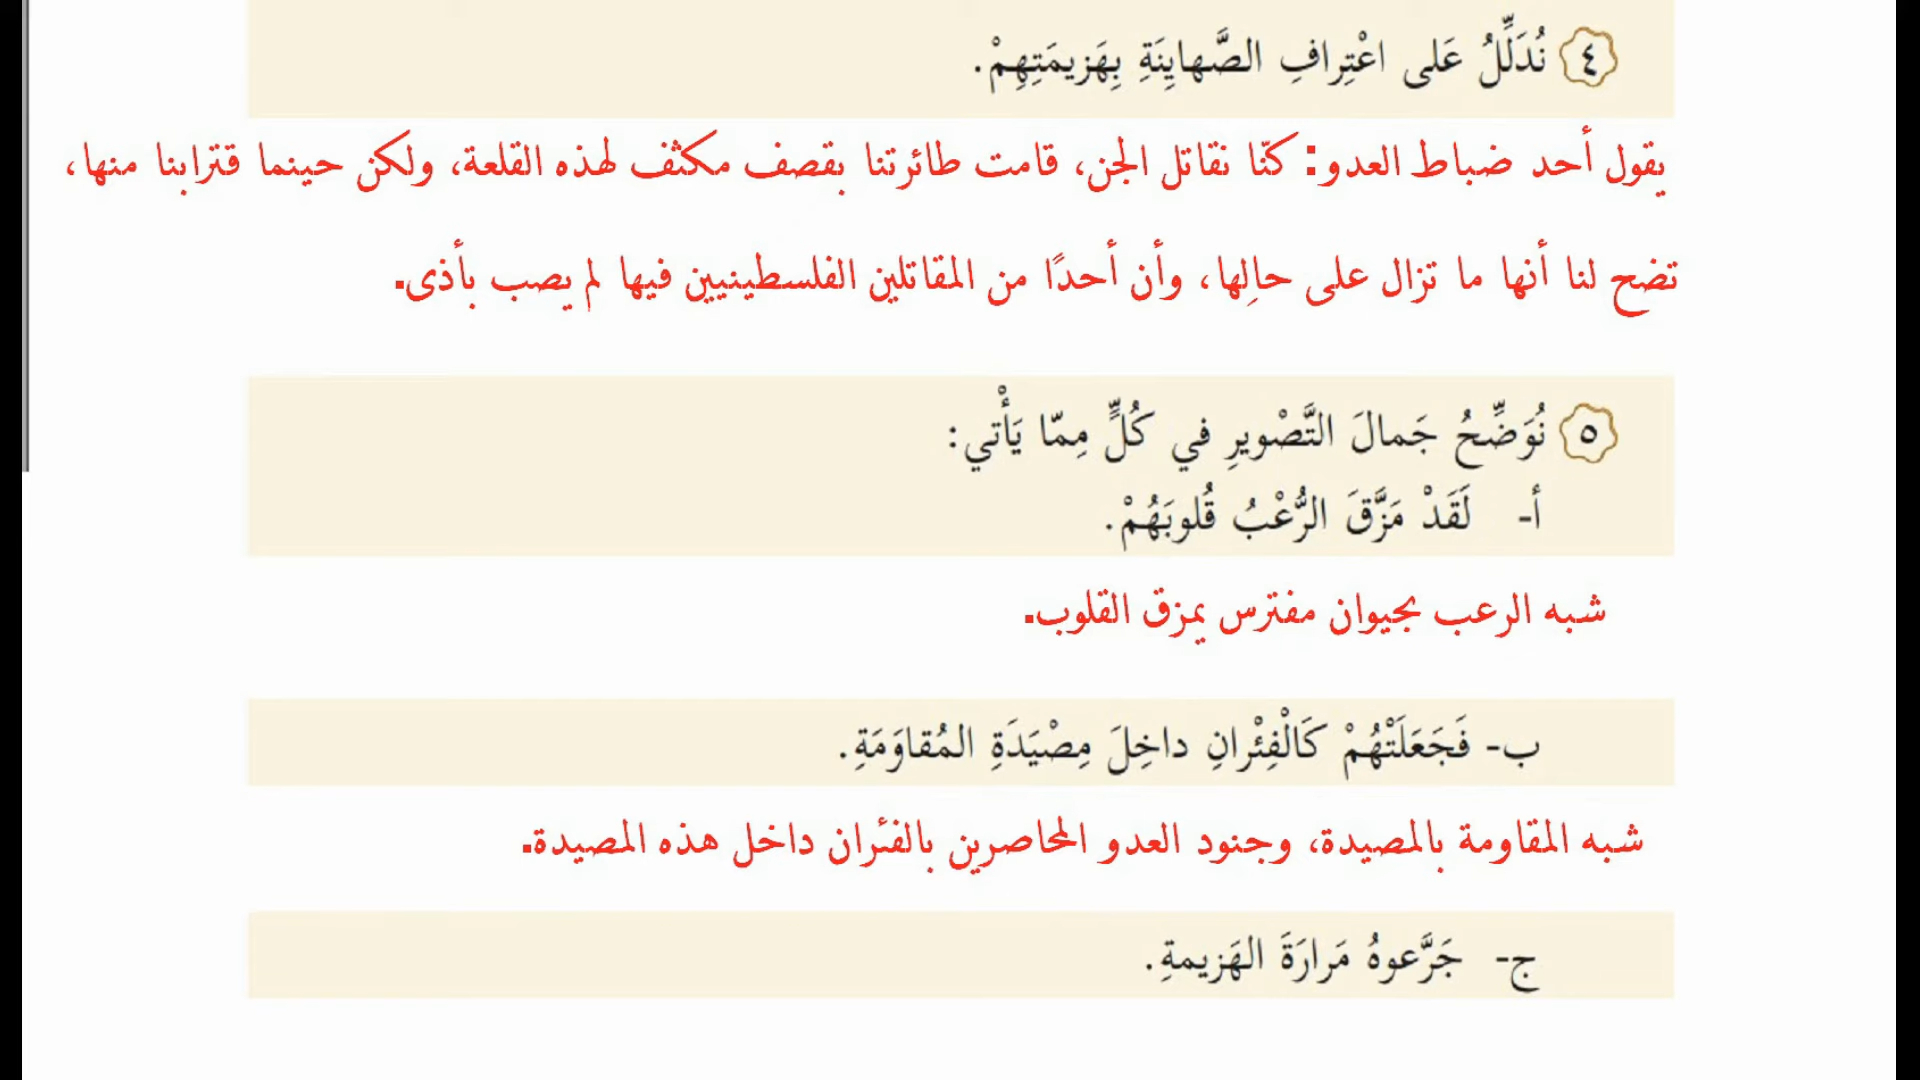 ٤ نُدَلِّلُ عَلى اعْتِرافِ الصَّهايِنَةِ بِهَزيمَتِهِمْ.
يقول أحد ضباط العدو: كنّا نقاتل الجن، قامت طائرتنا بقصف مكثف لهذه القلعة، ولكن حينما قترابنا منها،
تضح لنا أنها ما تزال على حالِها، وأن أحدًا من المقاتلين الفلسطينيين فيها لم يصب بأذى.
٥ نُوَضِّحُ جَمالَ التَّصْويرِ في كُلٍّ مِمّا يَأْتي:
أ- لَقَدْ مَزَّقَ الرُّعْبُ قُلوبَهُمْ.
شبه الرعب بحيوان مفترس يمزق القلوب.
ب- فَجَعَلَتْهُمْ كَالْفِئْرانِ داخِلَ مِصْيَدَةِ المُقاوَمَةِ.
شبه المقاومة بالمصيدة، وجنود العدو المحاصرين بالفئران داخل هذه المصيدة.
ج- جَرَّعوهُ مَرارَةَ الهَزيمةِ.